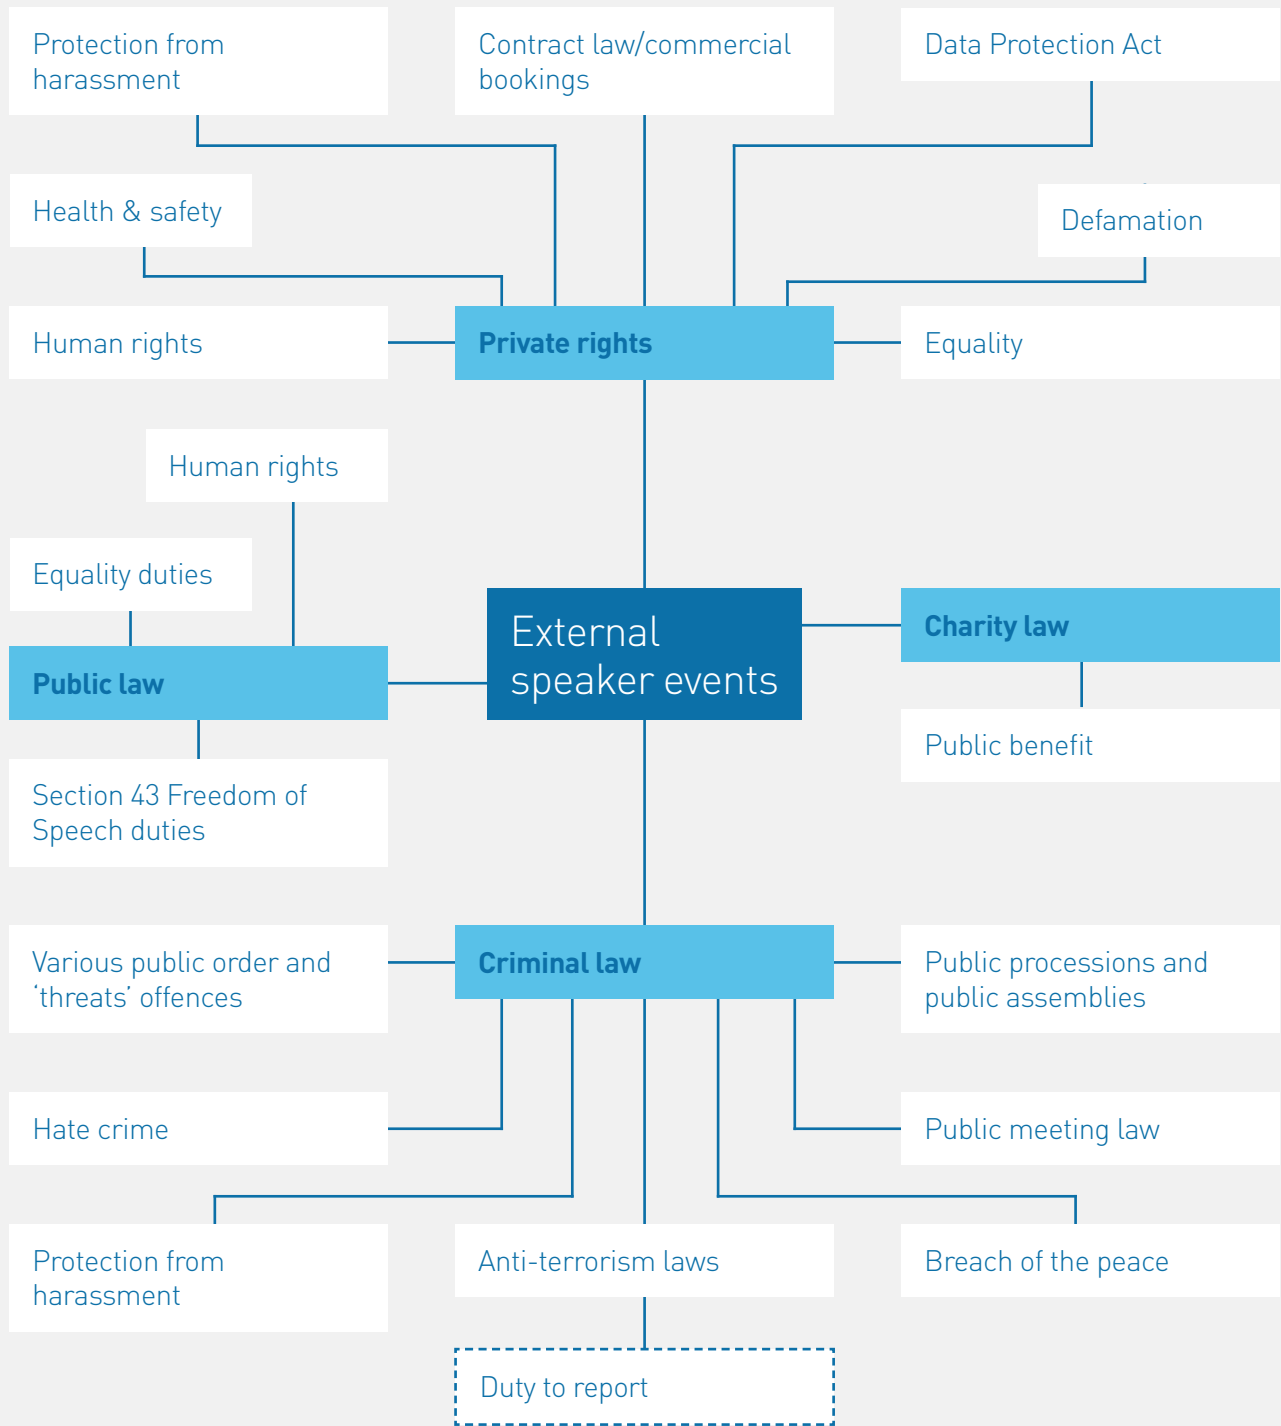 Protection from
harassment
Contract law/commercial
bookings
Data Protection Act
Health & safety
Defamation
Human rights
Private rights
Equality
Human rights
Equality duties
External
speaker events
Charity law
Public law
Public benefit
Section 43 Freedom of
Speech duties
Various public order and
‘threats’ offences
Criminal law
Public processions and
public assemblies
Hate crime
Public meeting law
Protection from
harassment
Anti-terrorism laws
Breach of the peace
Duty to report